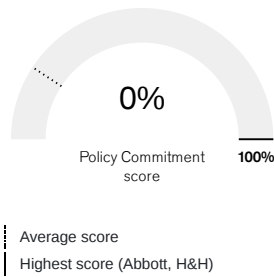 0%
Policy Commitment
score
100%
Average score
Highest score (Abbott, H&H)